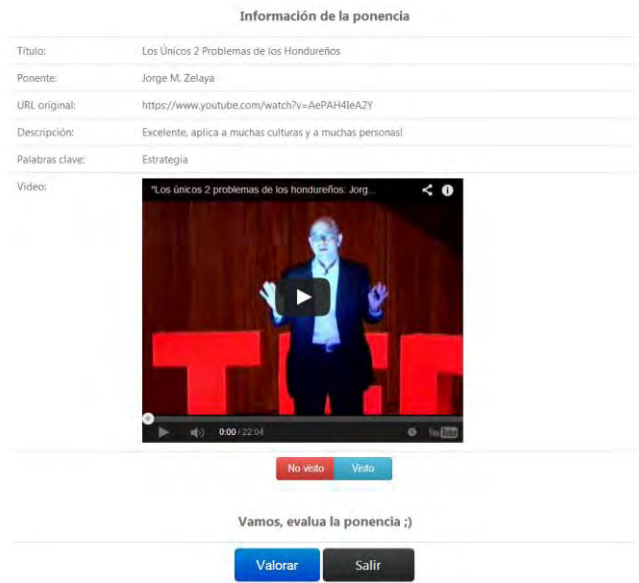 Información de la ponencia
Título: Los Únicos 2 Problemas de los Hondureños
Ponente: Jorge M. Zelaya
URL original: https://www.youtube.com/watch?v=AePAH4IeA2Y
Descripción: Excelente, aplica a muchas culturas y a muchas personas!
Palabras clave: Estrategia
Video:
"Los únicos 2 problemas de los hondureños: Jorg...
TED
0:00 / 22:04 YouTube
No visto Visto
Vamos, evalua la ponencia ;)
Valorar Salir